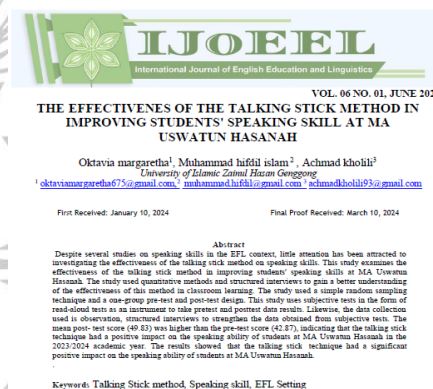 IJOEEL
International Journal of English Education and Linguistics
VOL. 06 NO. 01, JUNE 202
THE EFFECTIVENES OF THE TALKING STICK METHOD IN
IMPROVING STUDENTS' SPEAKING SKILL AT MA
USWATUN HASANAH
Oktavia margaretha¹, Muhammad hifdil islam², Achmad kholili³
University of Islamic Zainul Hasan Genggong
¹ oktaviamargaretha675@gmail.com,² muhammad.hifdil@gmail.com ³ achmadkholili93@gmail.com
First Received: January 10, 2024 Final Proof Received: March 10, 2024
Abstract
Despite several studies on speaking skills in the EFL context, little attention has been attracted to
investigating the effectiveness of the talking stick method on speaking skills. This study examines the
effectiveness of the talking stick method in improving students' speaking skills at MA Uswatun
Hasanah. The study used quantitative methods and structured interviews to gain a better understanding
of the effectiveness of this method in classroom learning. The study used a simple random sampling
technique and a one-group pre-test and post-test design. This study uses subjective tests in the form of
read-aloud tests as an instrument to take pretest and posttest data results. Likewise, the data collection
used is observation, structured interviews to strengthen the data obtained from subjective tests. The
mean post- test score (49.83) was higher than the pre-test score (42.87), indicating that the talking stick
technique had a positive impact on the speaking ability of students at MA Uswatun Hasanah in the
2023/2024 academic year. The results showed that the talking stick technique had a significant
positive impact on the speaking ability of students at MA Uswatun Hasanah.
.
Keywords Talking Stick method, Speaking skill, EFL Setting